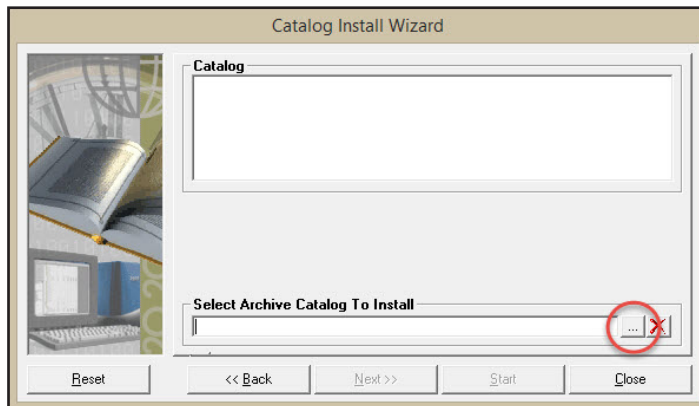 Catalog Install Wizard
Catalog
Select Archive Catalog To Install
...
Reset
<< Back
Next >>
Start
Close